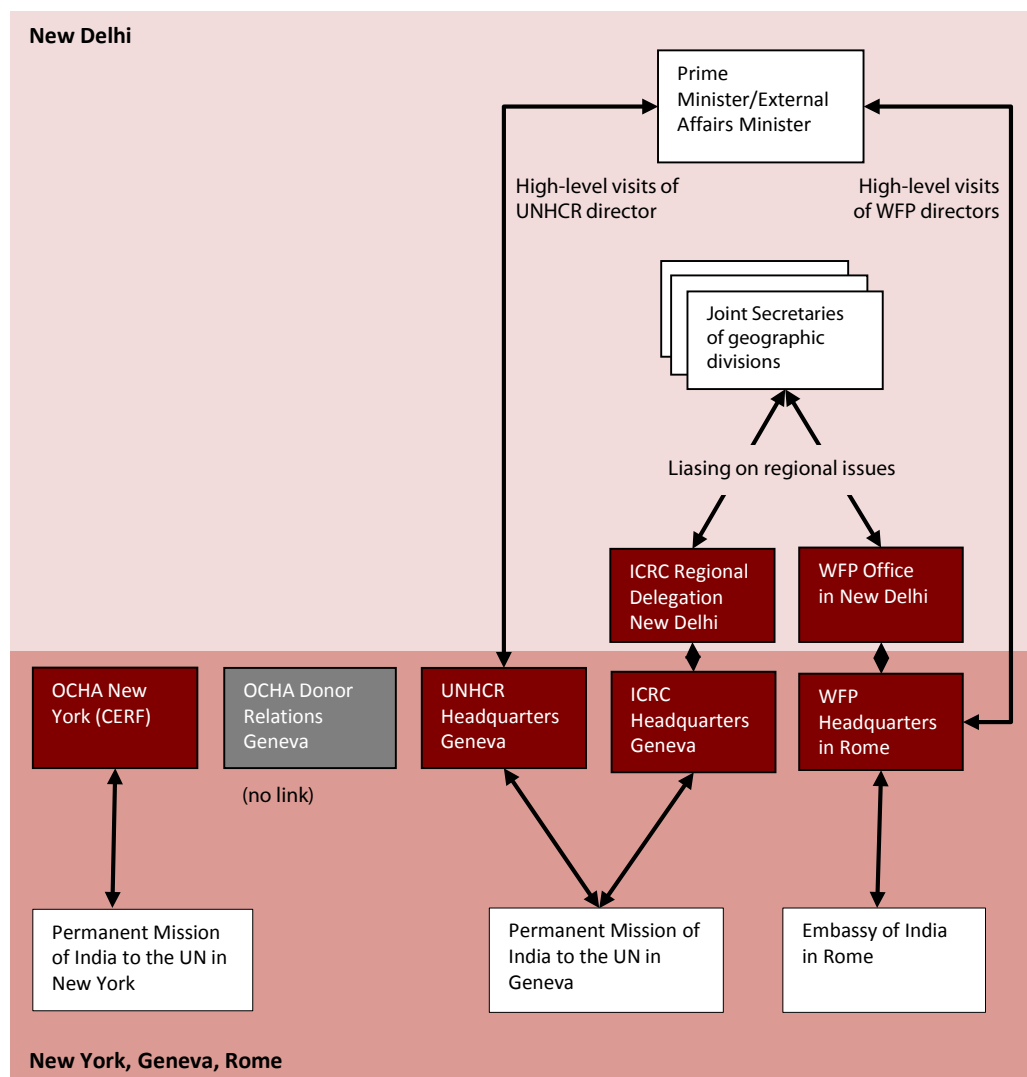 New Delhi
Prime
Minister/External
Affairs Minister
High-level visits of
UNHCR director
High-level visits
of WFP directors
Joint Secretaries
of geographic
divisions
Liasing on regional issues
ICRC Regional
Delegation
New Delhi
WFP Office
in New Delhi
OCHA New
York (CERF)
OCHA Donor
Relations
Geneva
UNHCR
Headquarters
Geneva
ICRC
Headquarters
Geneva
WFP
Headquarters
in Rome
(no link)
Permanent Mission
of India to the UN in
New York
Permanent Mission of
India to the UN in
Geneva
Embassy of India
in Rome
New York, Geneva, Rome